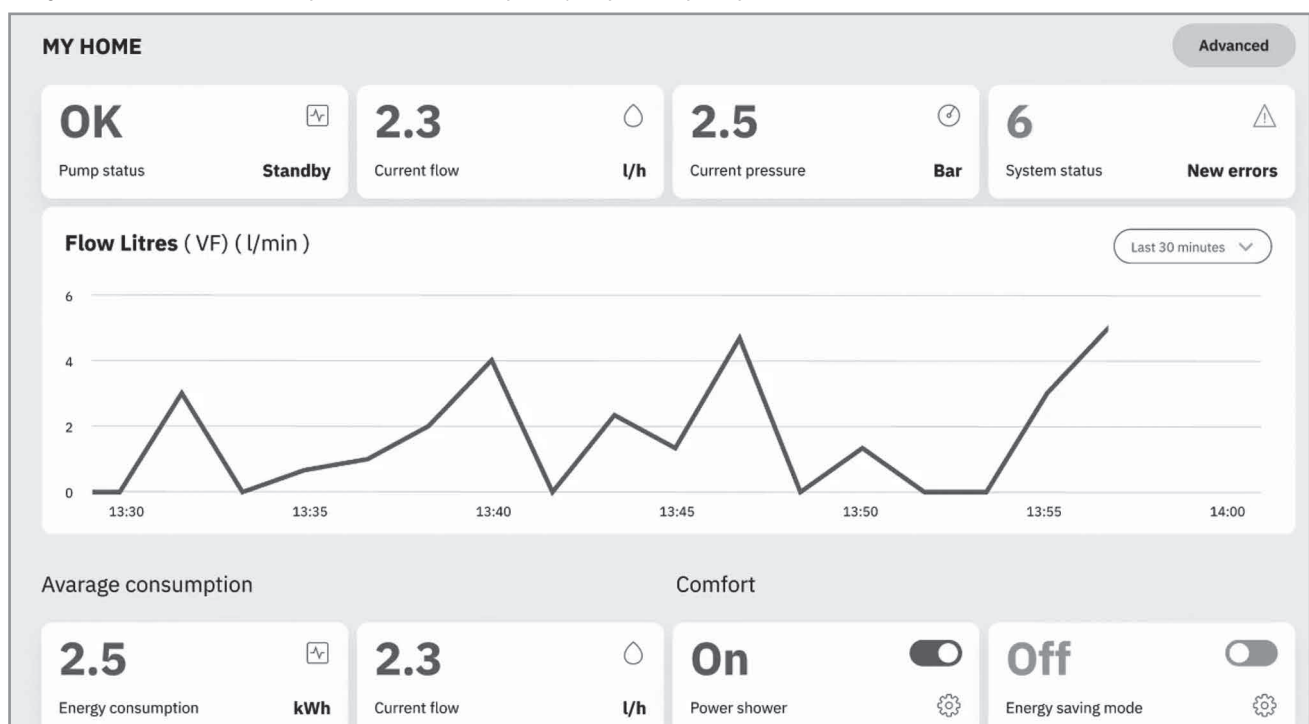 MY HOME
Advanced
OK
Pump status
Standby
2.3
Current flow
l/h
2.5
Current pressure
Bar
6
System status
New errors
Flow Litres ( VF) ( l/min )
Last 30 minutes
6
4
2
0
13:30 13:35 13:40 13:45 13:50 13:55 14:00
Avarage consumption
Comfort
2.5
Energy consumption
kWh
2.3
Current flow
l/h
On
Power shower
Off
Energy saving mode